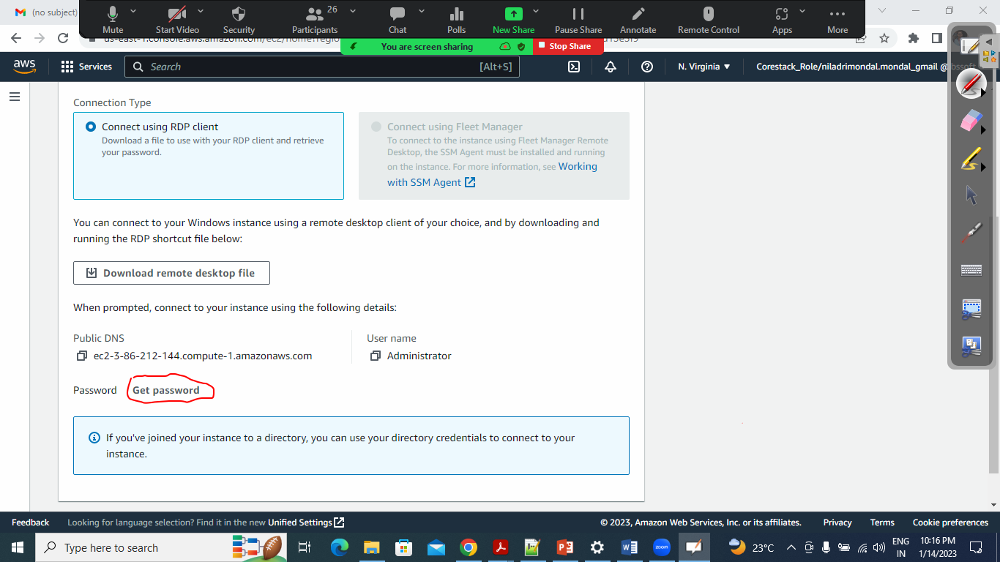 (no subject)
Mute
Start Video
Security
26
Participants
Chat
Polls
New Share
Pause Share
Annotate
Remote Control
Apps
More
You are screen sharing
Stop Share
aws
Services
Search
[Alt+S]
N. Virginia
Corestack_Role/niladrimondal.mondal_gmail @
Connection Type
Connect using RDP client
Download a file to use with your RDP client and retrieve
your password.
Connect using Fleet Manager
To connect to the instance using Fleet Manager Remote
Desktop, the SSM Agent must be installed and running
on the instance. For more information, see Working
with SSM Agent
You can connect to your Windows instance using a remote desktop client of your choice, and by downloading and
running the RDP shortcut file below:
Download remote desktop file
When prompted, connect to your instance using the following details:
Public DNS
ec2-3-86-212-144.compute-1.amazonaws.com
User name
Administrator
Password
Get password
If you've joined your instance to a directory, you can use your directory credentials to connect to your
instance.
Feedback
Looking for language selection? Find it in the new Unified Settings
© 2023, Amazon Web Services, Inc. or its affiliates.
Privacy
Terms
Cookie preferences
Type here to search
zoom
23°C
ENG
IN
10:16 PM
1/14/2023